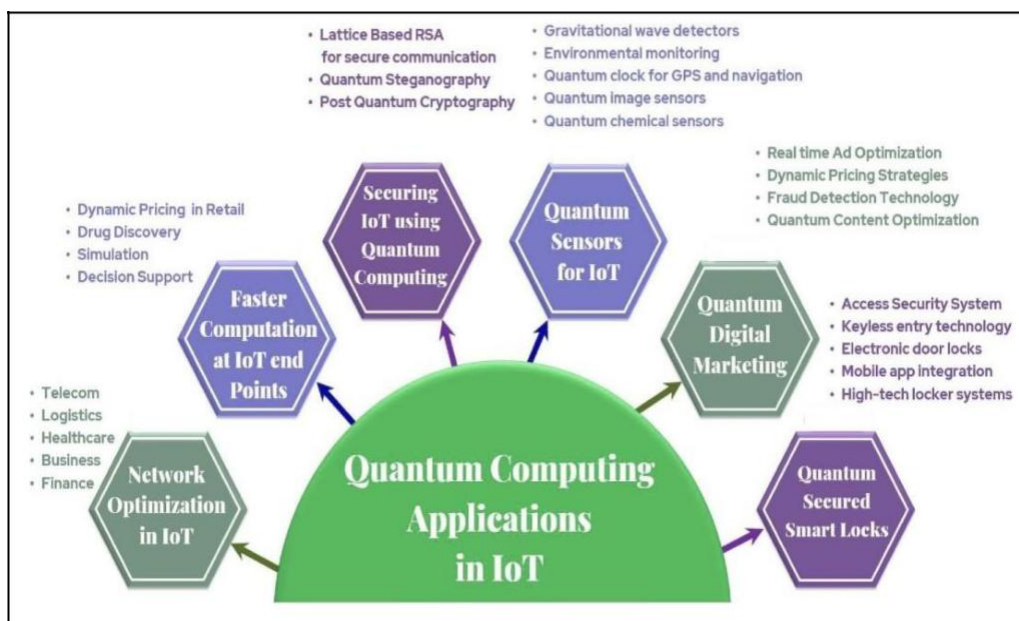 • Lattice Based RSA
for secure communication
• Quantum Steganography
• Post Quantum Cryptography
• Gravitational wave detectors
• Environmental monitoring
• Quantum clock for GPS and navigation
• Quantum image sensors
• Quantum chemical sensors
• Real time Ad Optimization
• Dynamic Pricing Strategies
• Fraud Detection Technology
• Quantum Content Optimization
• Dynamic Pricing in Retail
• Drug Discovery
• Simulation
• Decision Support
Securing
IoT using
Quantum
Computing
Quantum
Sensors
for IoT
Faster
Computation
at IoT end
Points
Quantum
Digital
Marketing
• Access Security System
• Keyless entry technology
• Electronic door locks
• Mobile app integration
• High-tech locker systems
• Telecom
• Logistics
• Healthcare
• Business
• Finance
Network
Optimization
in IoT
Quantum Computing
Applications
in IoT
Quantum
Secured
Smart Locks